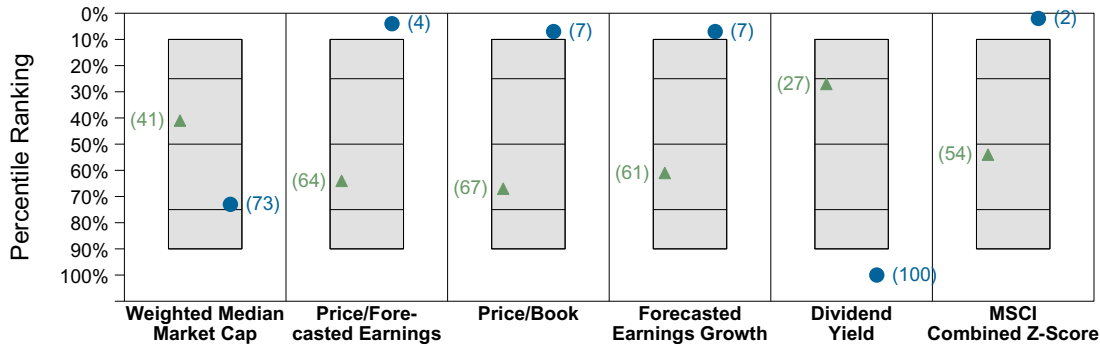 Percentile Ranking
0%
10%
20%
30%
40%
50%
60%
70%
80%
90%
100%
(41)
(73)
(4)
(64)
(7)
(67)
(7)
(61)
(27)
(100)
(2)
(54)
Weighted Median
Market Cap
Price/Fore-
casted Earnings
Price/Book
Forecasted
Earnings Growth
Dividend
Yield
MSCI
Combined Z-Score